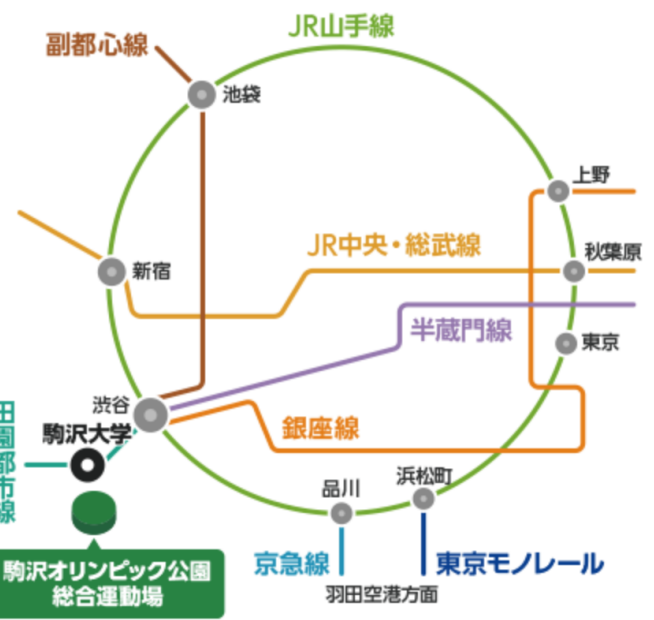 JR山手線
副都心線
池袋
上野
JR中央・総武線
秋葉原
新宿
半蔵門線
東京
渋谷
銀座線
駒沢大学
田園都市線
品川
浜松町
京急線
東京モノレール
羽田空港方面
駒沢オリンピック公園
総合運動場